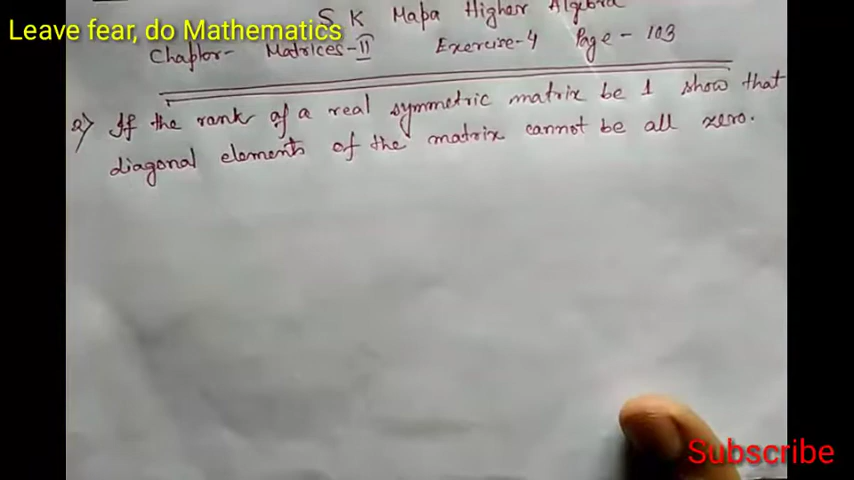 S K Mapa Higher Algebra
Leave fear, do Mathematics
Chapter- Matrices-II Exercise-4 Page - 103
2) If the rank of a real symmetric matrix be 1 show that
diagonal elements of the matrix cannot be all zero.
Subscribe